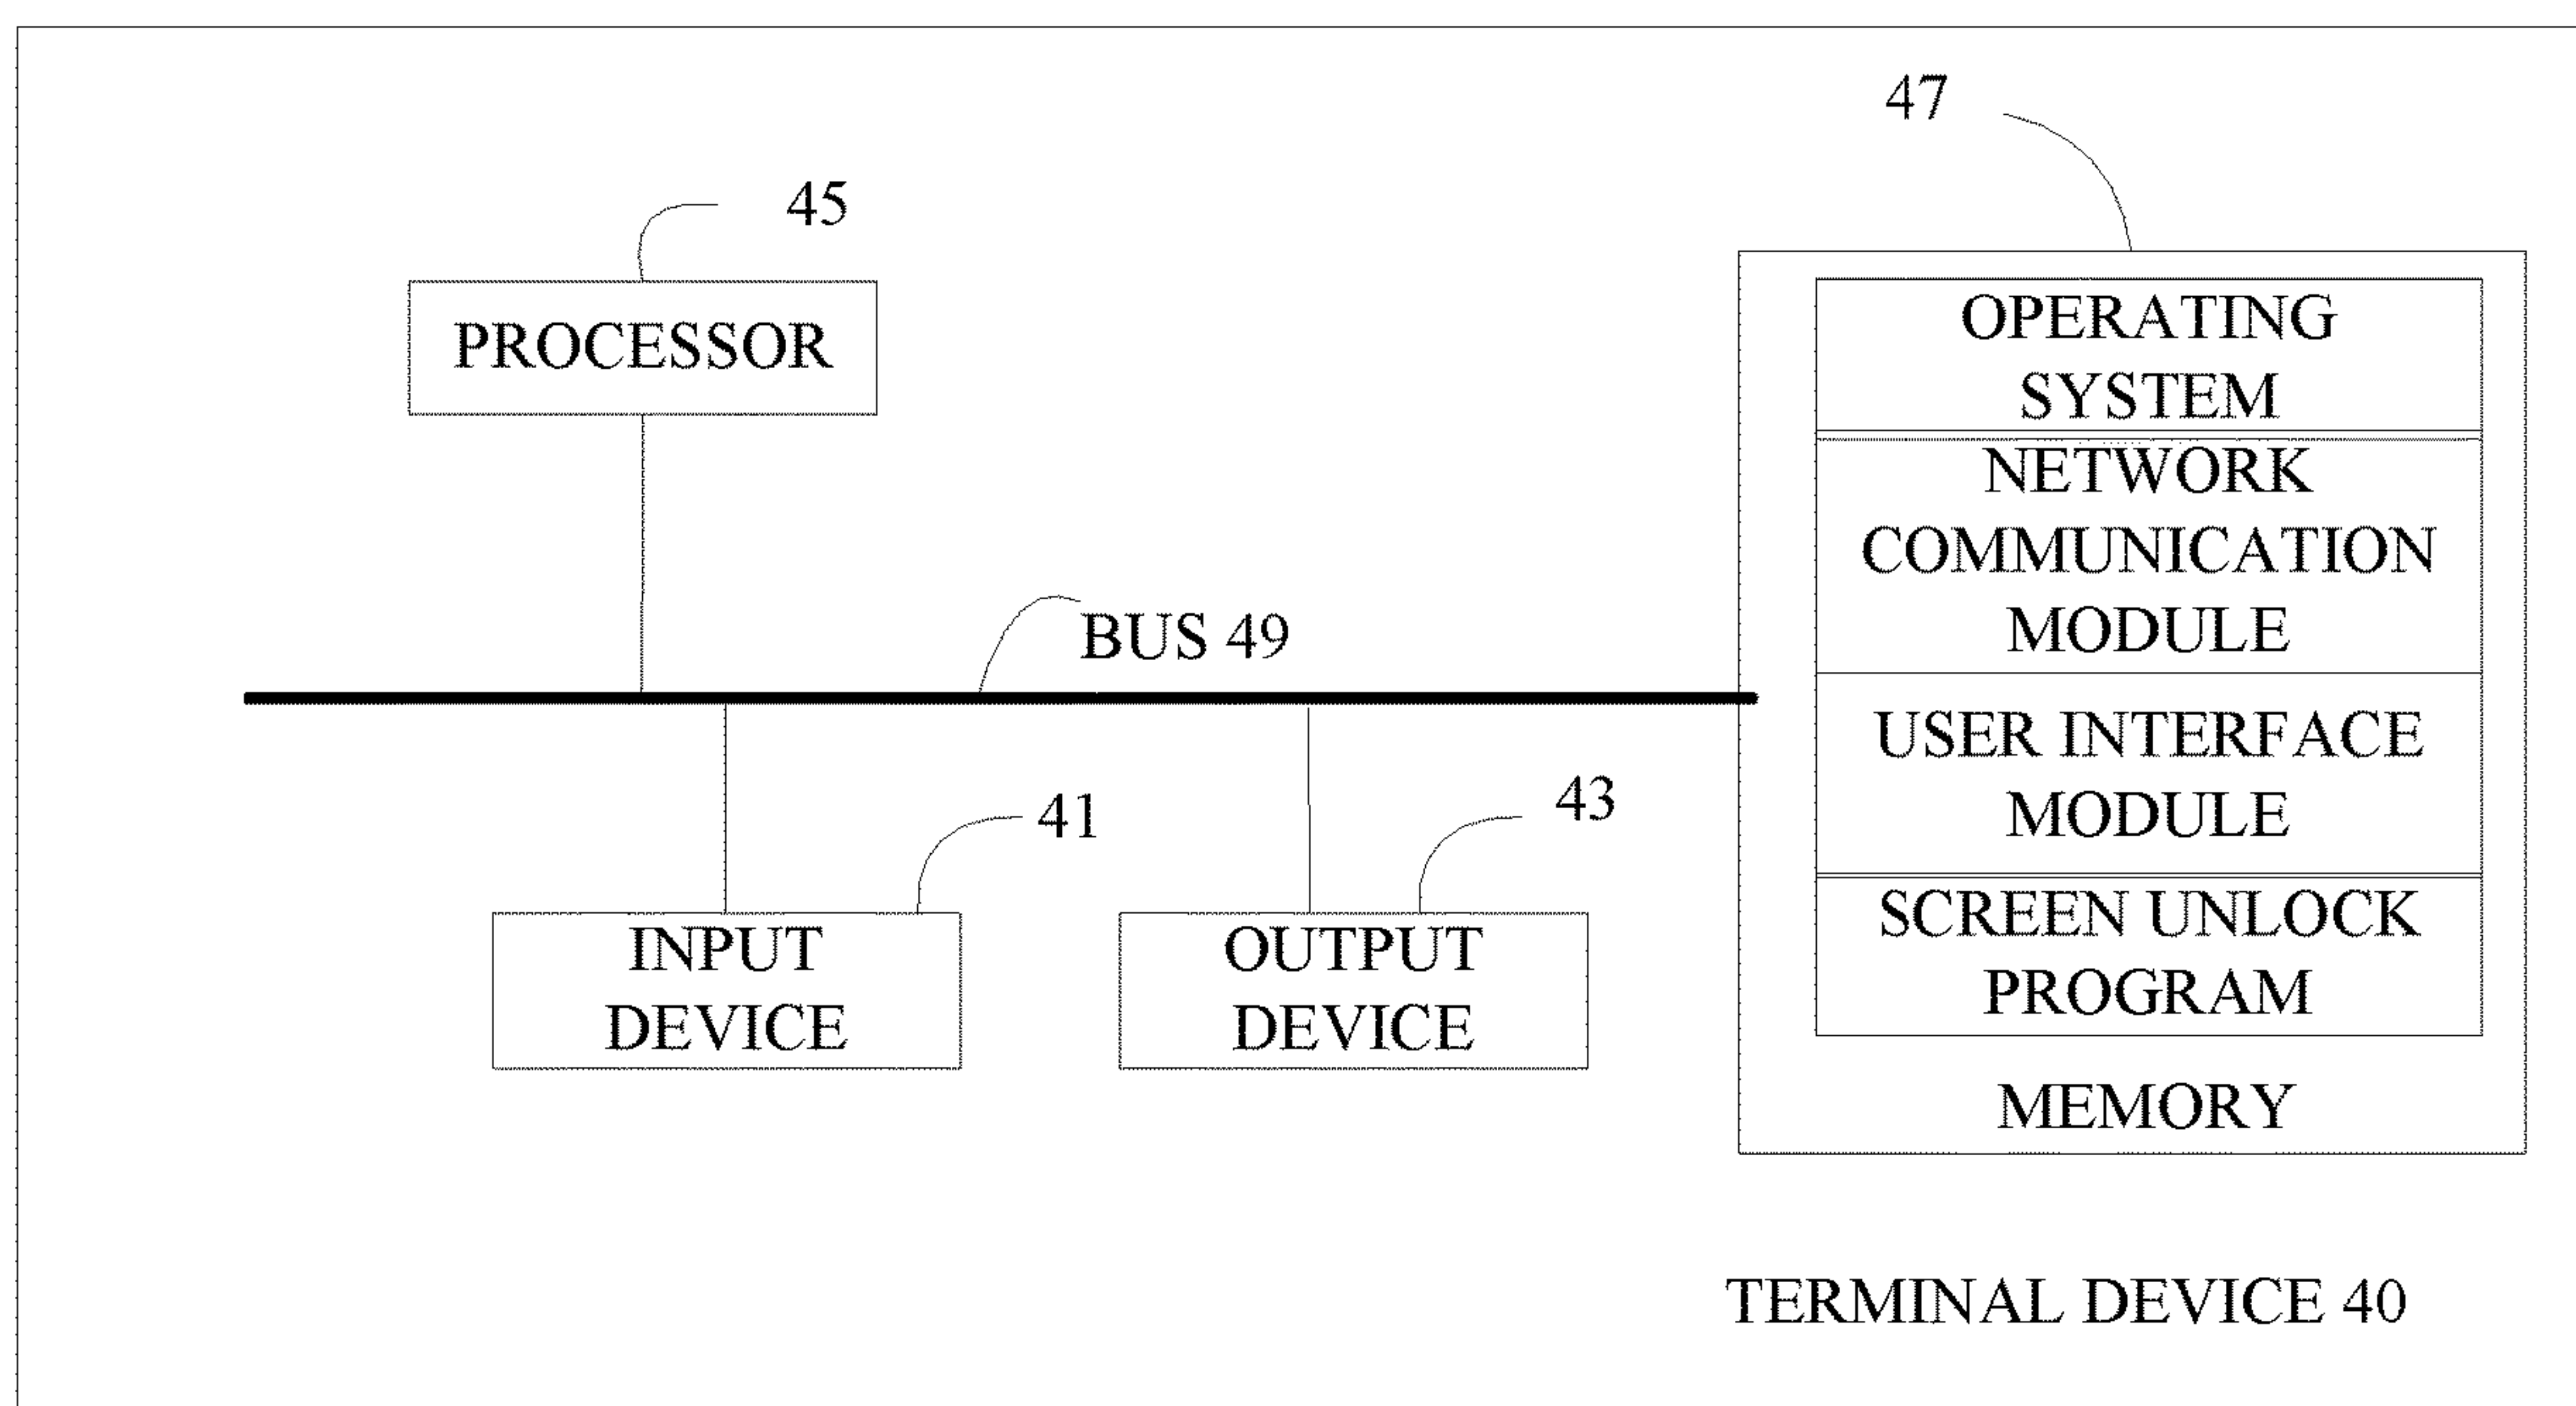 47
45
PROCESSOR
OPERATING
SYSTEM
NETWORK
COMMUNICATION
MODULE
BUS 49
USER INTERFACE
MODULE
41
43
INPUT
DEVICE
OUTPUT
DEVICE
SCREEN UNLOCK
PROGRAM
MEMORY
TERMINAL DEVICE 40